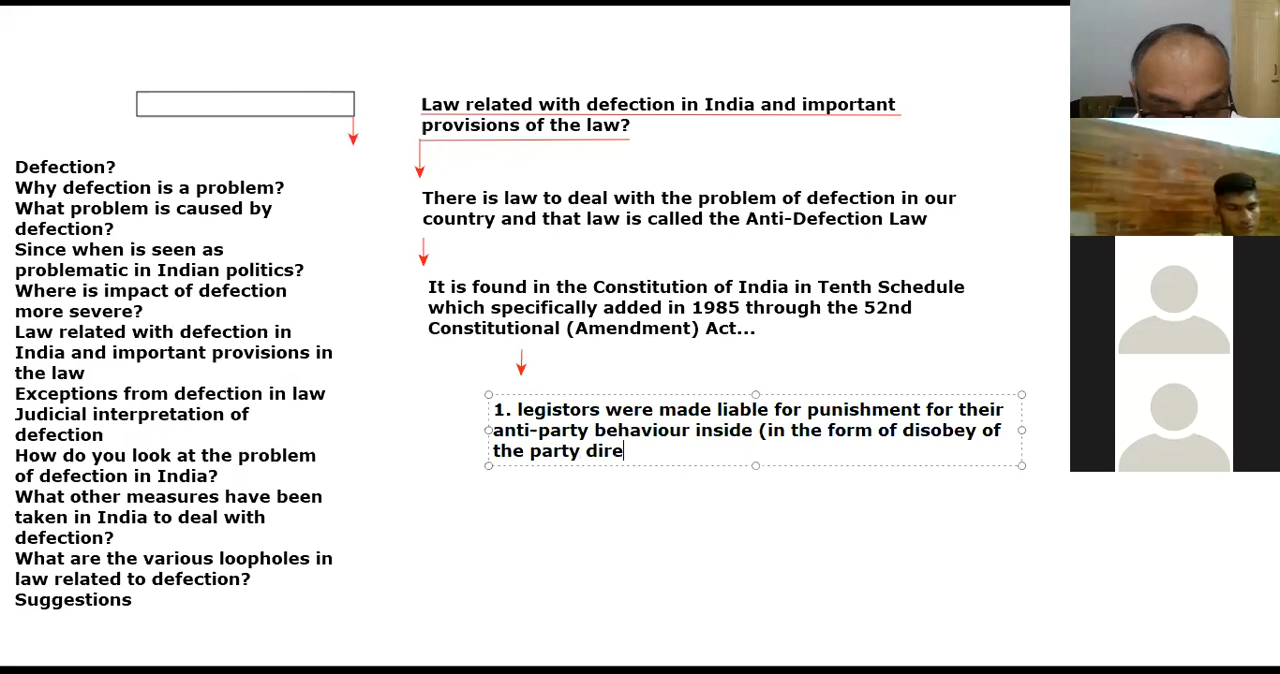 Defection?
Why defection is a problem?
What problem is caused by
defection?
Since when is seen as
problematic in Indian politics?
Where is impact of defection
more severe?
Law related with defection in
India and important provisions in
the law
Exceptions from defection in law
Judicial interpretation of
defection
How do you look at the problem
of defection in India?
What other measures have been
taken in India to deal with
defection?
What are the various loopholes in
law related to defection?
Suggestions
Law related with defection in India and important
provisions of the law?
There is law to deal with the problem of defection in our
country and that law is called the Anti-Defection Law
It is found in the Constitution of India in Tenth Schedule
which specifically added in 1985 through the 52nd
Constitutional (Amendment) Act...
1. legistors were made liable for punishment for their
anti-party behaviour inside (in the form of disobey of
the party dire